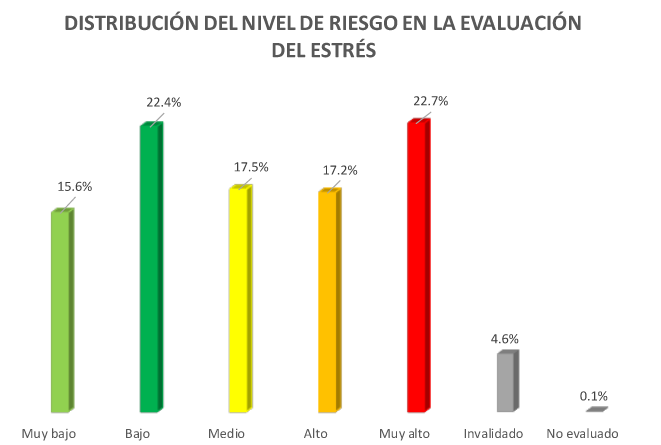 DISTRIBUCIÓN DEL NIVEL DE RIESGO EN LA EVALUACIÓN
DEL ESTRÉS
15.6%
22.4%
17.5%
17.2%
22.7%
4.6%
0.1%
Muy bajo
Bajo
Medio
Alto
Muy alto
Invalidado
No evaluado